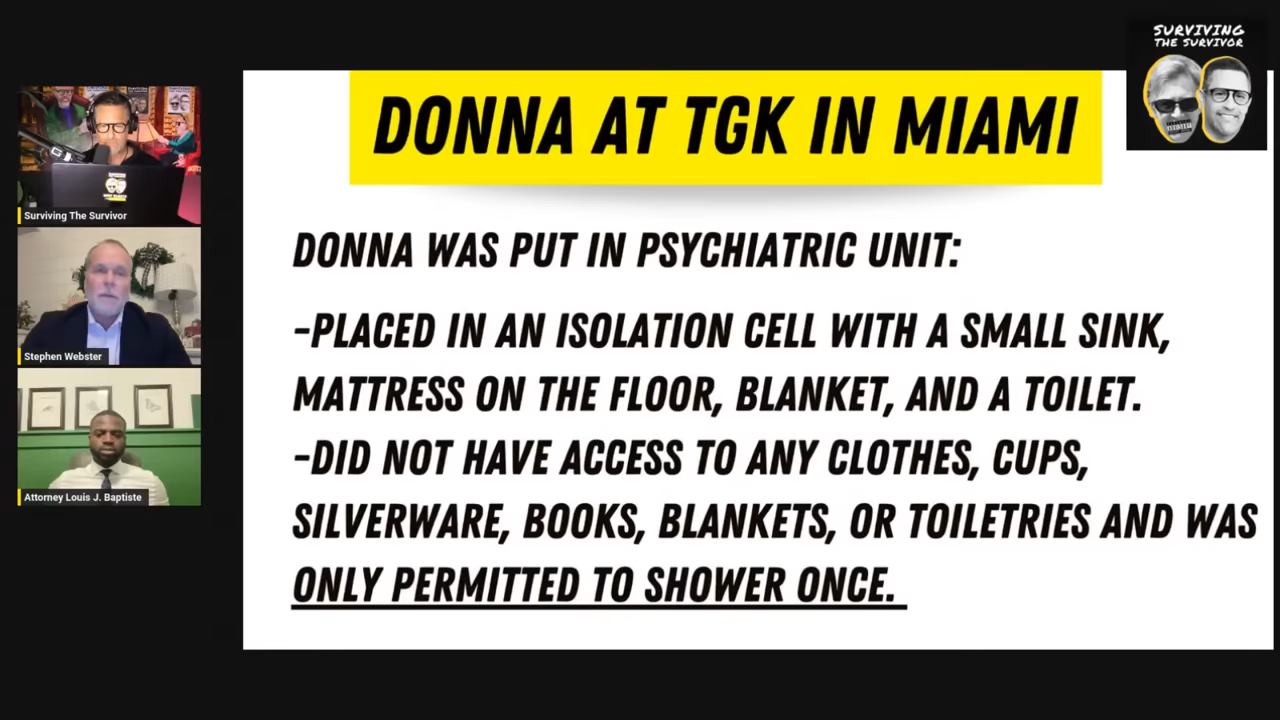 SURVIVING
THE SURVIVOR
DONNA AT TGK IN MIAMI
DONNA WAS PUT IN PSYCHIATRIC UNIT:
-PLACED IN AN ISOLATION CELL WITH A SMALL SINK,
MATTRESS ON THE FLOOR, BLANKET, AND A TOILET.
-DID NOT HAVE ACCESS TO ANY CLOTHES, CUPS,
SILVERWARE, BOOKS, BLANKETS, OR TOILETRIES AND WAS
ONLY PERMITTED TO SHOWER ONCE.
Surviving The Survivor
Stephen Webster
Attorney Louis J. Baptiste